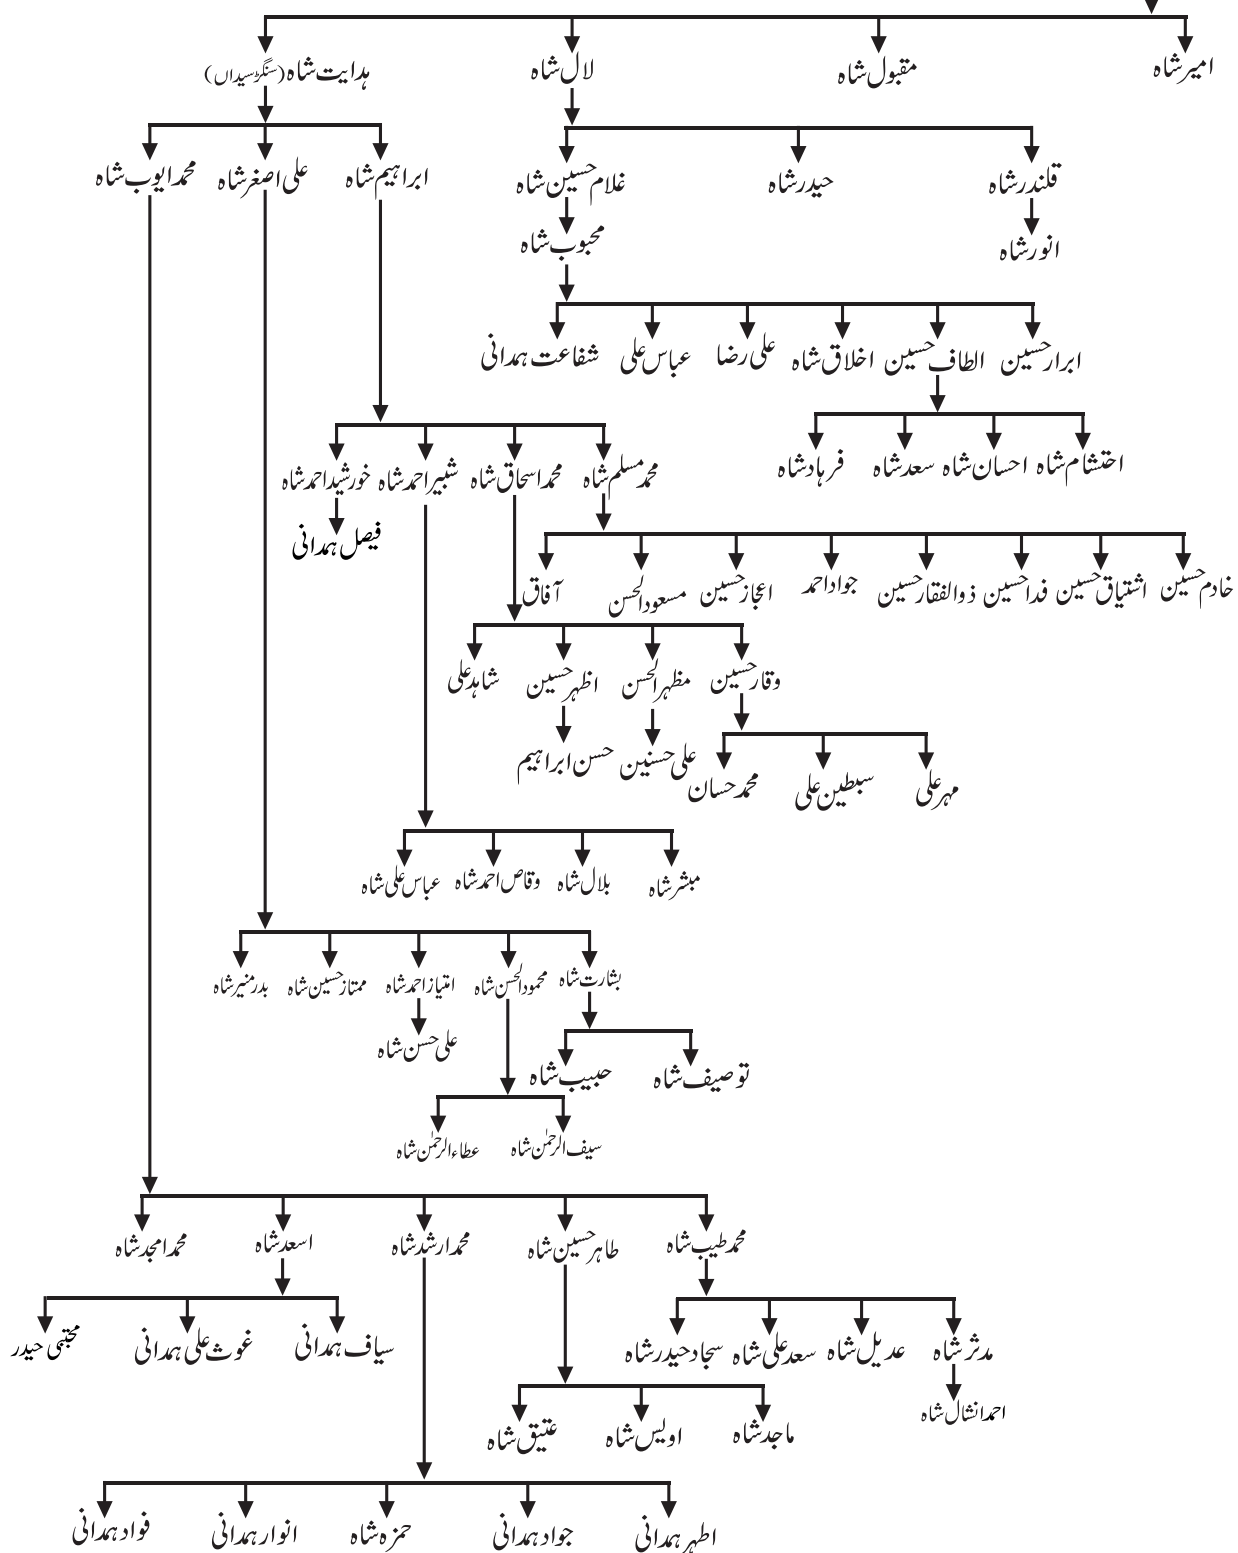 امیر شاہ مقبول شاہ لال شاہ ہدایت شاہ (سنگڑسیداں)
قلندر شاہ حیدر شاہ غلام حسین شاہ ابراہیم شاہ علی اصغر شاہ محمد ایوب شاہ
انور شاہ محبوب شاہ
ابرار حسین الطاف حسین اخلاق شاہ علی رضا عباس علی شفاعت ہمدانی
احتشام شاہ احسان شاہ سعد شاہ فرہاد شاہ
محمد مسلم شاہ محمد اسحاق شاہ شبیر احمد شاہ خورشید احمد شاہ
فیصل ہمدانی
خادم حسین اشتیاق حسین فدا حسین ذوالفقار حسین جواد احمد اعجاز حسین مسعود الحسن آفاق
وقار حسین مظہر الحسن اظہر حسین شاہد علی
علی حسنین حسن ابراہیم
مہر علی سبطین علی محمد حسان
مبشر شاہ بلال شاہ وقاص احمد شاہ عباس علی شاہ
بشارت شاہ محمود الحسن شاہ امتیاز احمد شاہ ممتاز حسین شاہ بدر منیر شاہ
علی حسن شاہ
توصیف شاہ حبیب شاہ
سیف الرحمٰن شاہ عطاء الرحمٰن شاہ
محمد طیب شاہ طاہر حسین شاہ محمد ارشد شاہ اسعد شاہ محمد امجد شاہ
مدثر شاہ عدیل شاہ سعد علی شاہ سجاد حیدر شاہ سیاف ہمدانی غوث علی ہمدانی مجتبیٰ حیدر
احمد انشال شاہ
ماجد شاہ اویس شاہ عتیق شاہ
اطہر ہمدانی جواد ہمدانی حمزہ شاہ انوار ہمدانی فواد ہمدانی